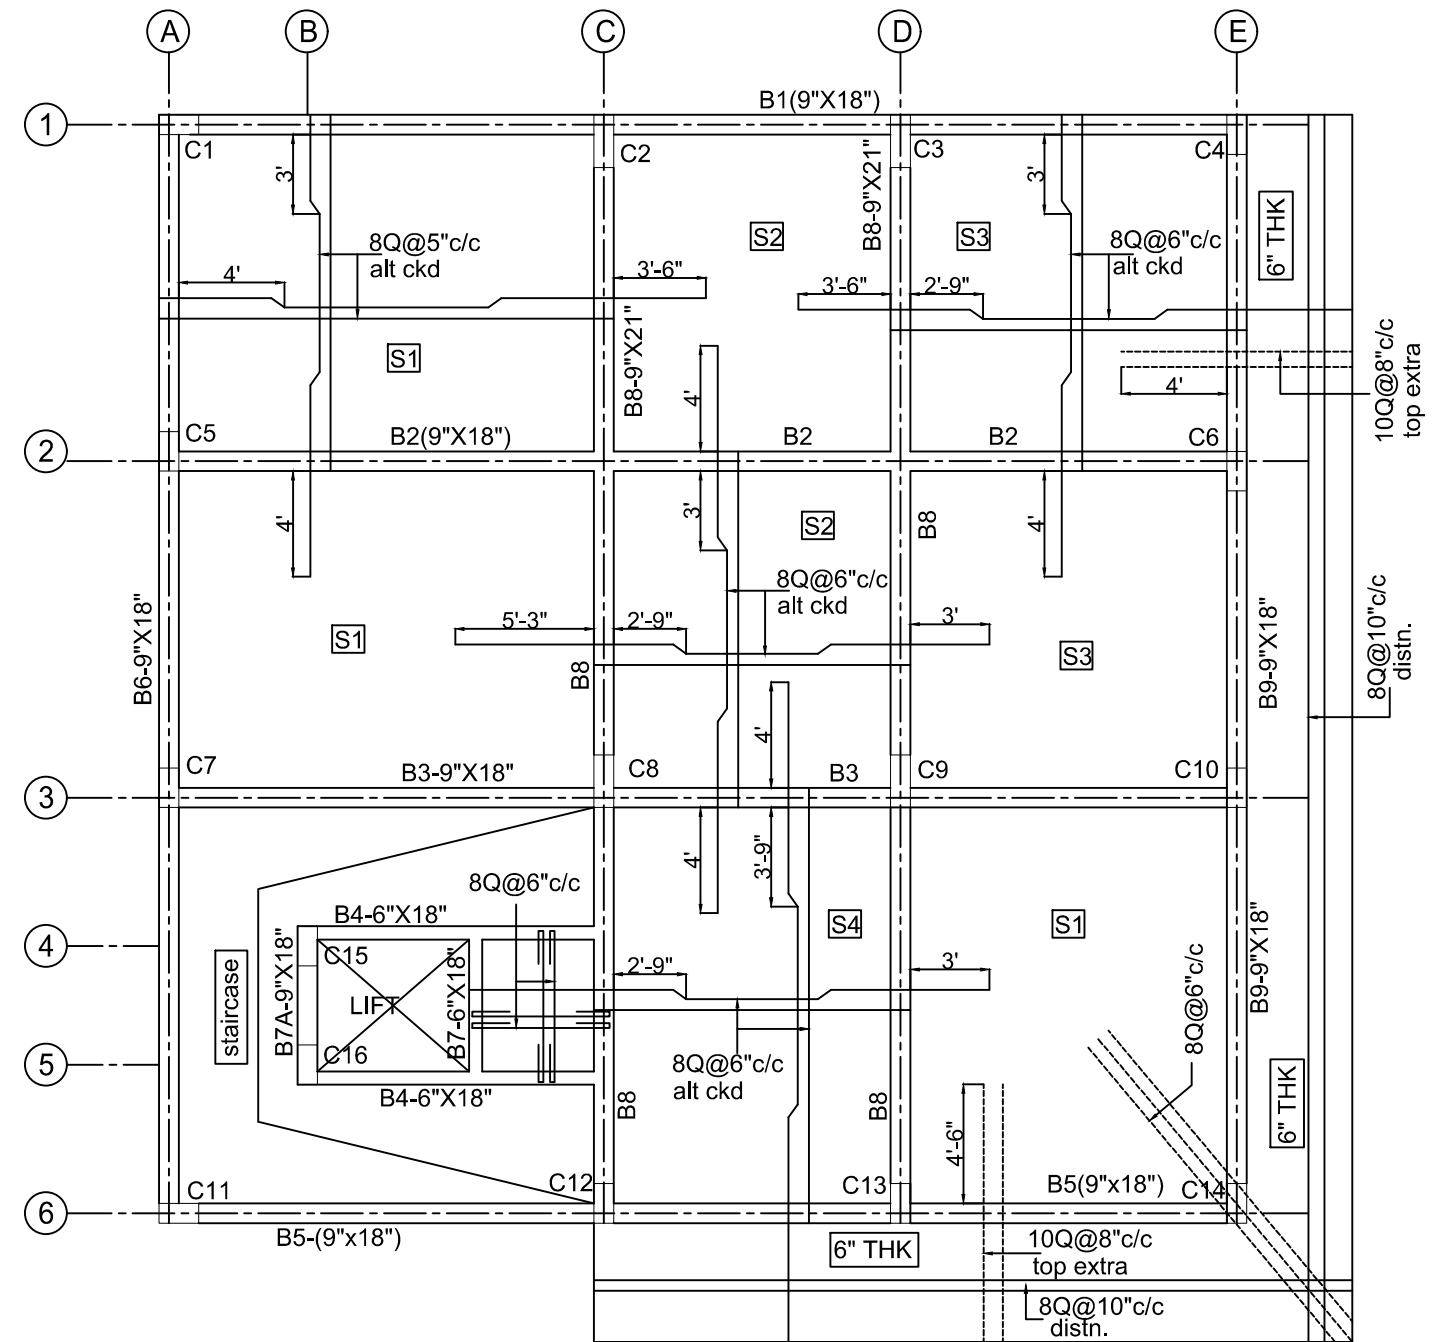 A
B
C
D
E
B1(9"X18")
1
C1
C2
C3
C4
3'
B8-9"X21"
3'
6" THK
S2
S3
8Q@5"c/c
alt ckd
8Q@6"c/c
alt ckd
4'
3'-6"
3'-6"
2'-9"
B8-9"X21"
S1
4'
4'
10Q@8"c/c
top extra
C5
B2(9"X18")
B2
B2
C6
2
4'
3'
S2
B8
4'
8Q@6"c/c
alt ckd
8Q@10"c/c
distn.
B6-9"X18"
S1
5'-3"
2'-9"
3'
S3
B9-9"X18"
B8
4'
C7
B3-9"X18"
C8
B3
C9
C10
3
4'
3'-9"
8Q@6"c/c
B4-6"X18"
S4
S1
4
staircase
B7A-9"X18"
C15
LIFT
C16
B7-6"X18"
2'-9"
3'
8Q@6"c/c
B9-9"X18"
5
8Q@6"c/c
alt ckd
B4-6"X18"
B8
B8
4'-6"
6" THK
C11
C12
C13
B5(9"x18")
C14
6
B5-(9"x18")
6" THK
10Q@8"c/c
top extra
8Q@10"c/c
distn.